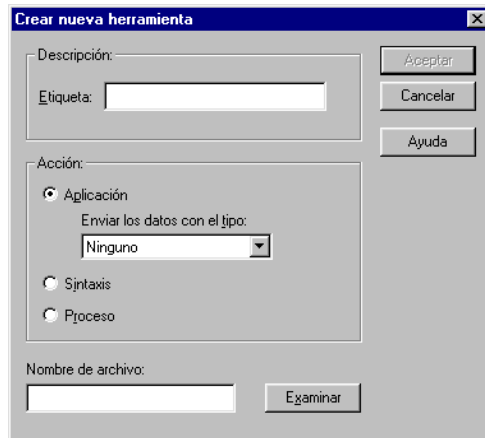 Crear nueva herramienta
Descripción:
Etiqueta:
Aceptar
Cancelar
Ayuda
Acción:
Aplicación
Enviar los datos con el tipo:
Ninguno
Sintaxis
Proceso
Nombre de archivo:
Examinar